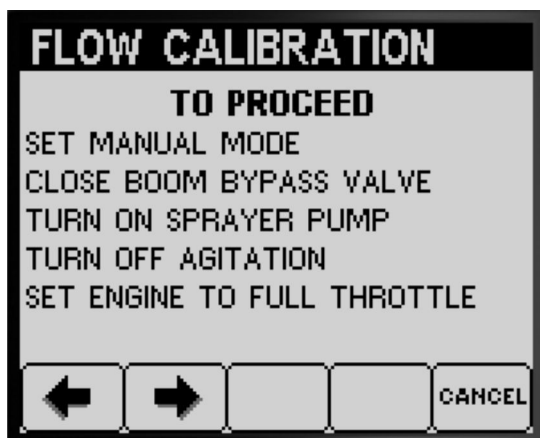 FLOW CALIBRATION
TO PROCEED
SET MANUAL MODE
CLOSE BOOM BYPASS VALVE
TURN ON SPRAYER PUMP
TURN OFF AGITATION
SET ENGINE TO FULL THROTTLE
CANCEL